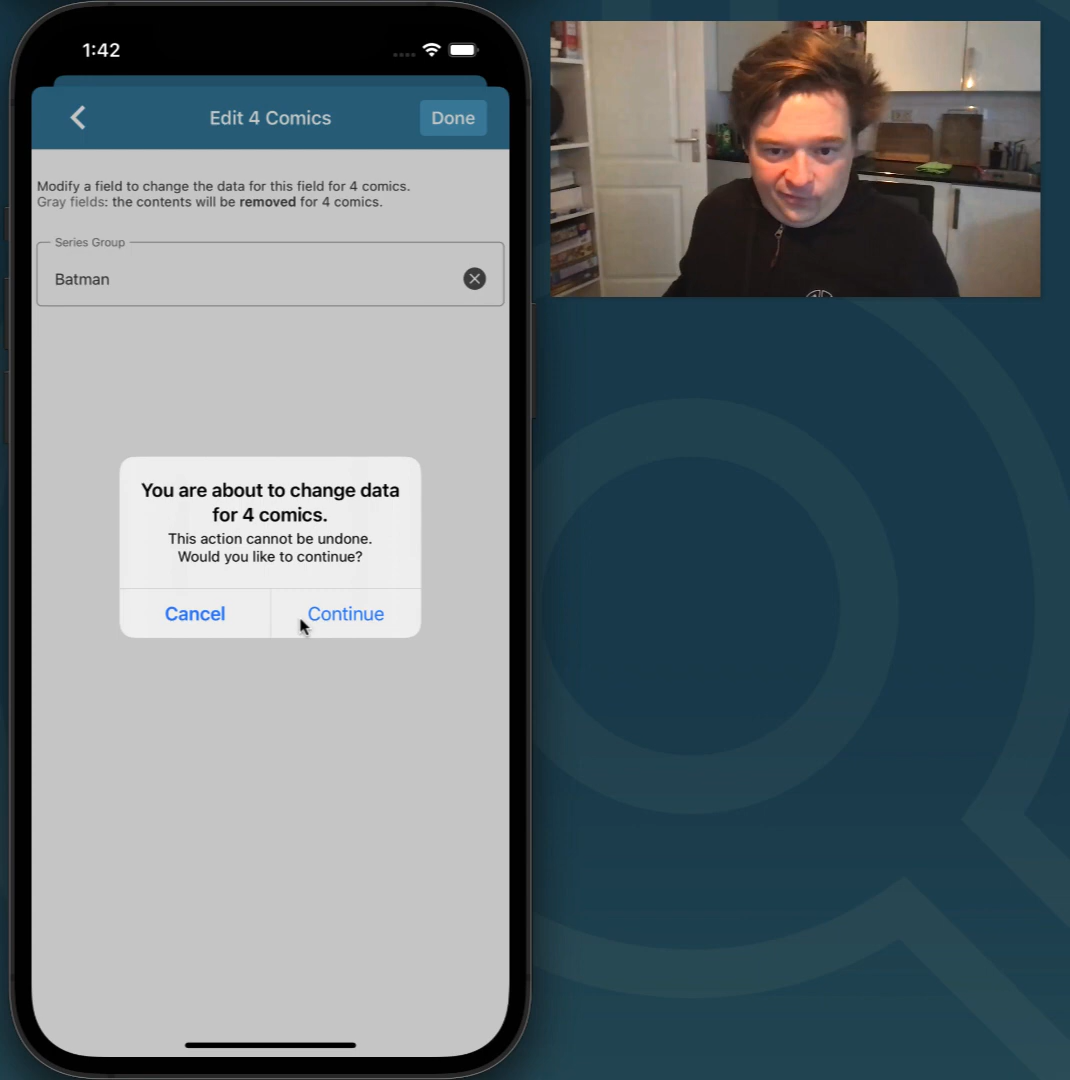 1:42
Edit 4 Comics
Done
Modify a field to change the data for this field for 4 comics.
Gray fields: the contents will be removed for 4 comics.
Series Group
Batman
You are about to change data
for 4 comics.
This action cannot be undone.
Would you like to continue?
Cancel
Continue